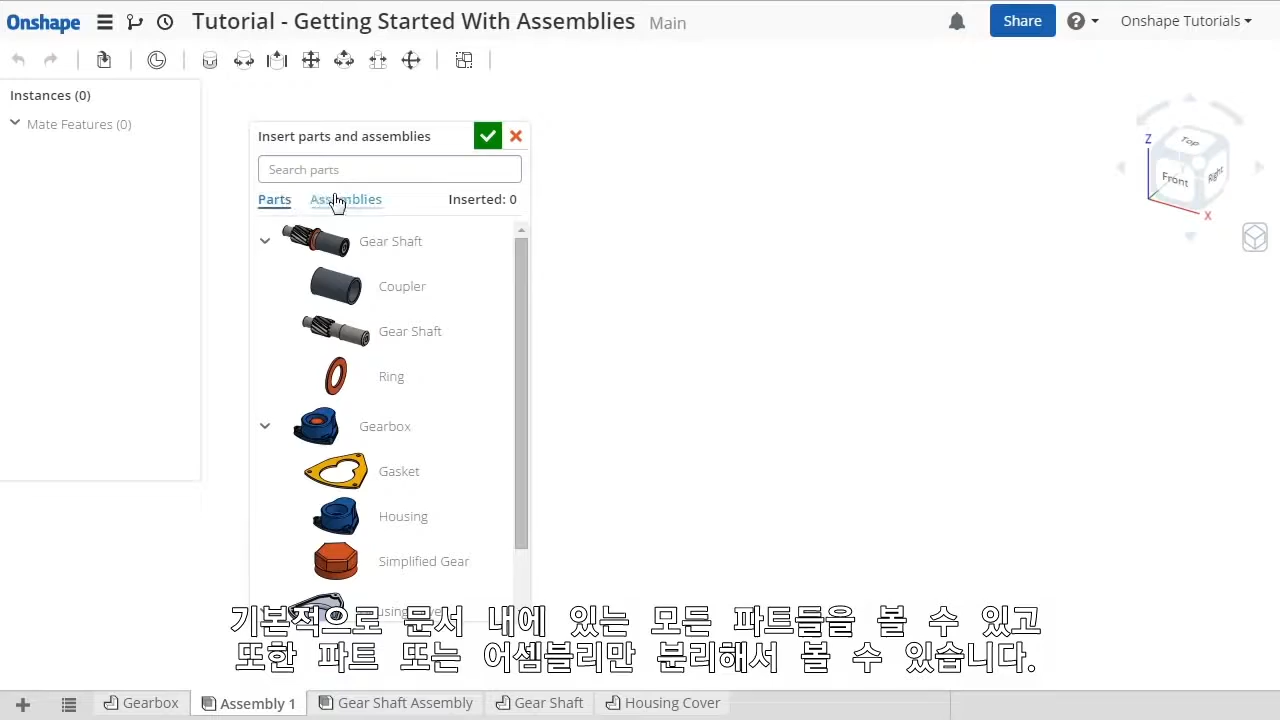 Onshape Tutorial - Getting Started With Assemblies Main Share Onshape Tutorials
Instances (0)
Mate Features (0)
Insert parts and assemblies
Search parts
Parts Assemblies Inserted: 0
Gear Shaft
Coupler
Gear Shaft
Ring
Gearbox
Gasket
Housing
Simplified Gear
Top
Front
Right
Z
X
기본적으로 문서 내에 있는 모든 파트들을 볼 수 있고
또한 파트 또는 어셈블리만 분리해서 볼 수 있습니다.
Gearbox Assembly 1 Gear Shaft Assembly Gear Shaft Housing Cover